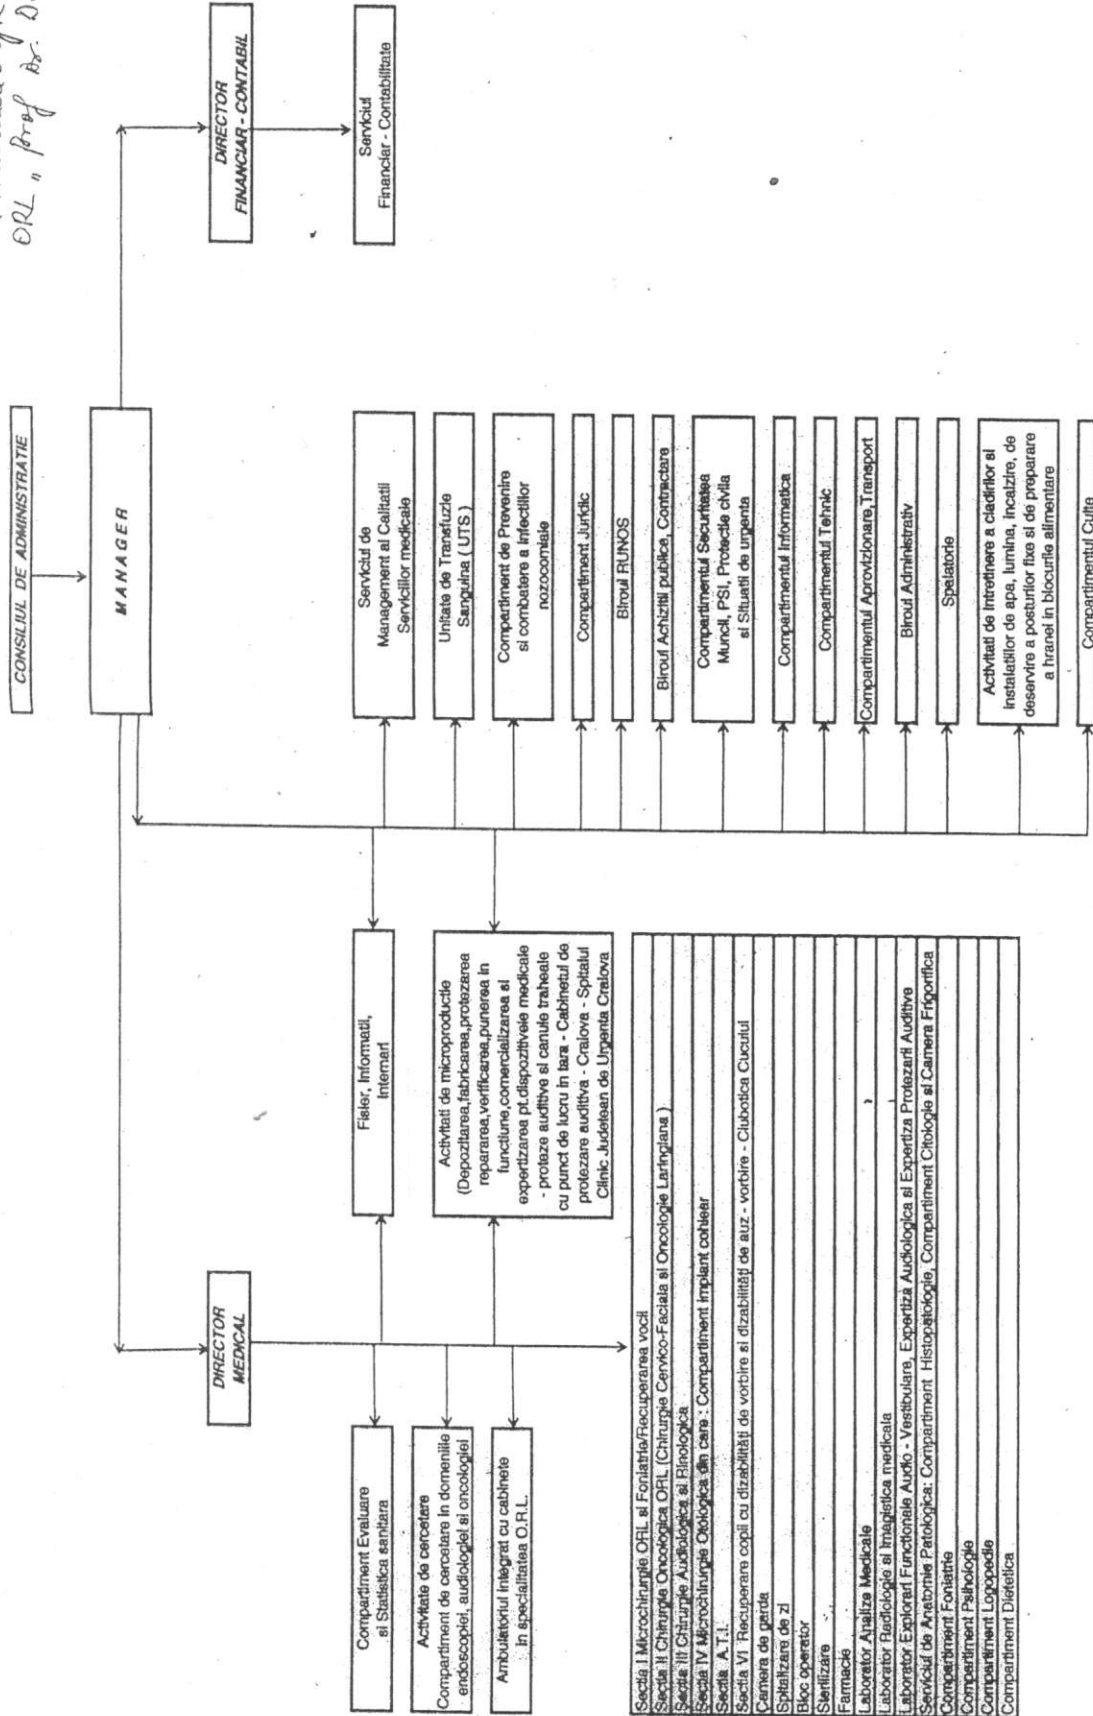 ORL „ Prof Dr.
CONSILIUL DE ADMINISTRATIE
MANAGER
DIRECTOR
MEDICAL
DIRECTOR
FINANCIAR - CONTABIL
Compartiment Evaluare
si Statistica sanitara
Activitate de cercetare
Compartiment de cercetare in domeniile
endoscopiei, audiologiei si oncologiei
Ambulatoriul integrat cu cabinete
in specialitatea O.R.L.
Fisier, Informatii,
Internari
Activitati de microproductie
(Depozitarea,fabricarea,protezarea
repararea,verificarea,punerea in
functiune,comercializarea si
expertizarea pt.dispozitivele medicale
- proteze auditive si canule traheale
cu punct de lucru in tara - Cabinetul de
protezare auditiva - Craiova - Spitalul
Clinic Judetean de Urgenta Craiova
Sectia I Microchirurgie ORL si Foniatrie/Recuperarea vocii
Sectia II Chirurgie Oncologica ORL (Chirurgie Cervico-Faciala si Oncologie Laringiana )
Sectia III Chirurgie Audiologica si Rinologica
Sectia IV Microchirurgie Otologica din care : Compartiment implant cohlear
Sectia A.T.I.
Sectia VI Recuperare copii cu dizabilităţi de vorbire si dizabilităţi de auz - vorbire - Ciubotica Cucului
Camera de garda
Spitalizare de zi
Bloc operator
Sterilizare
Farmacie
Laborator Analize Medicale
Laborator Radiologie si Imagistica medicala
Laborator Explorari Functionale Audio - Vestibulare, Expertiza Audiologica si Expertiza Protezarii Auditive
Serviciul de Anatomie Patologica: Compartiment Histopatologie, Compartiment Citologie si Camera Frigorifica
Compartiment Foniatrie
Compartiment Psihologie
Compartiment Logopedie
Compartiment Dietetica
Serviciul de
Management al Calitatii
Serviciilor medicale
Unitate de Transfuzie
Sanguina ( UTS )
Compartiment de Prevenire
si combatere a infectiilor
nozocomiale
Compartiment Juridic
Biroul RUNOS
Biroul Achizitii publice, Contractare
Compartimentul Securitatea
Muncii, PSI, Protectie civila
si Situatii de urgenta
Compartimentul Informatica
Compartimentul Tehnic
Compartimentul Aprovizionare,Transport
Biroul Administrativ
Spalatorie
Activitati de intretinere a cladirilor si
instalatiilor de apa, lumina, incalzire, de
deservire a posturilor fixe si de preparare
a hranei in blocurile alimentare
Compartimentul Culte
Serviciul
Financiar - Contabilitate